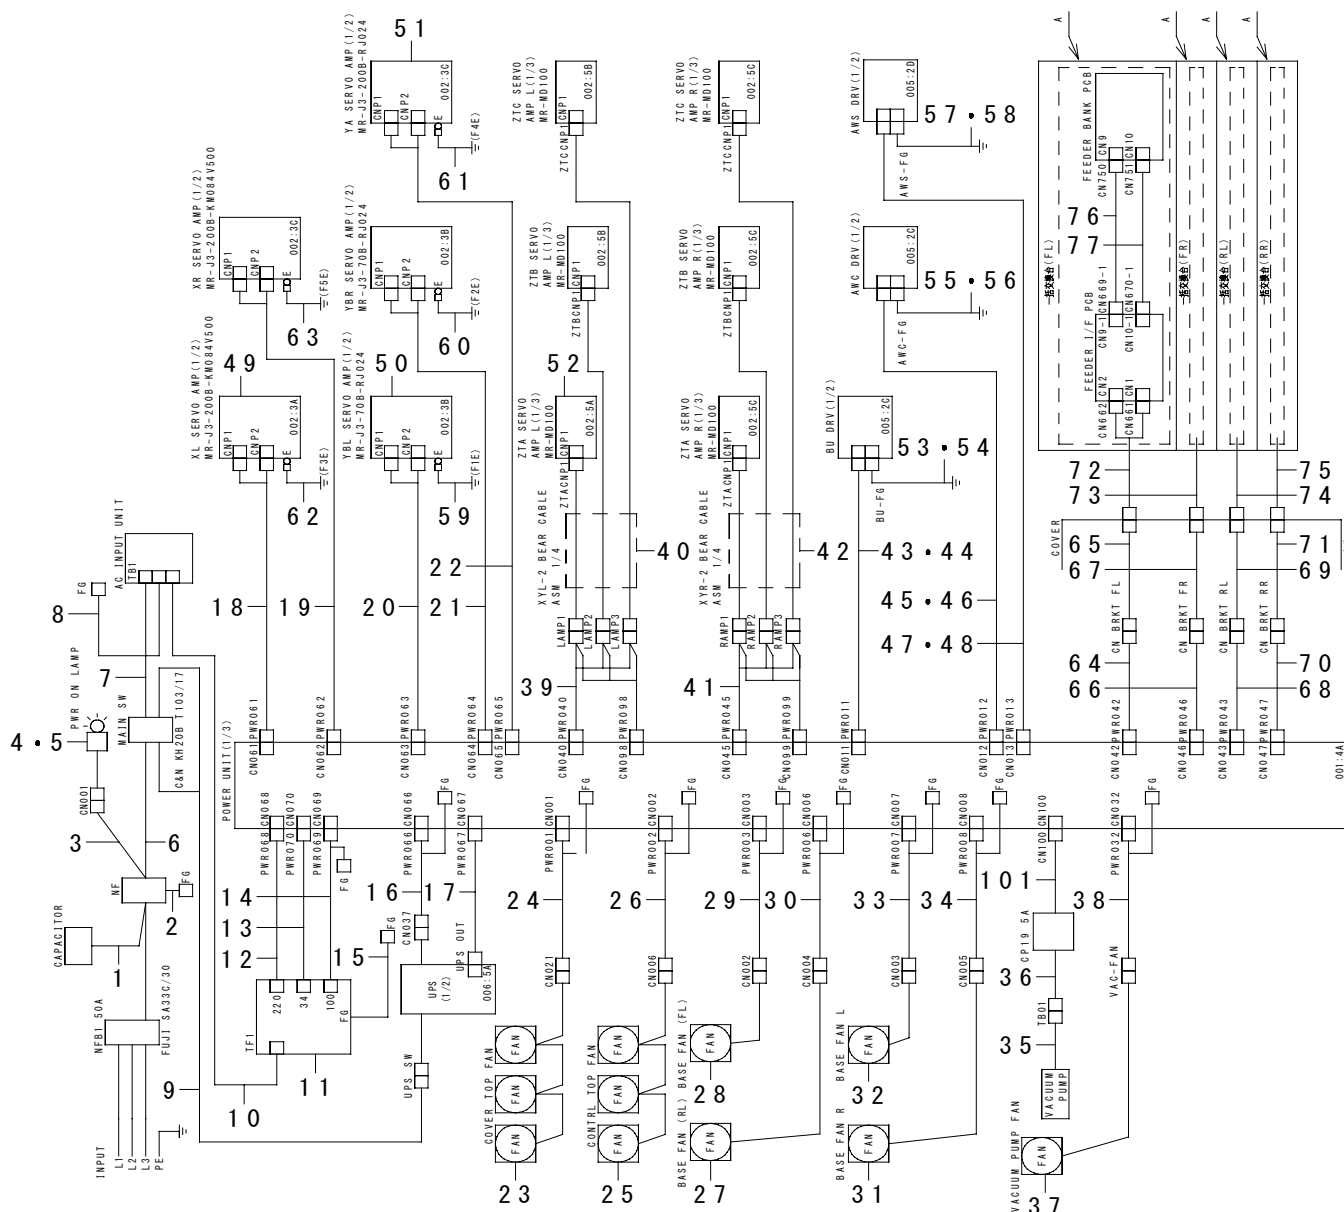 YA SERVO AMP(1/2)
MR-J3-200B-RJ024
CNP1
CNP2
002:3C
E
(F4E)
51
61
ZTC SERVO
AMP L(1/3)
MR-MD100
002:5B
ZTCCNP1
ZTC SERVO
AMP R(1/3)
MR-MD100
002:5C
ZTCCNP1
AWS DRV(1/2)
005:2D
57・58
AWS-FG
A
A
A
A
FEEDER BANK PCB
CN9
CN10
CN750
CN751
76
77
一括交換台(FL)
一括交換台(FR)
一括交換台(RL)
一括交換台(RR)
CN669-1
CN670-1
CN9-1
CN10-1
FEEDER I/F PCB
CN2
CN1
CN662
CN661
XR SERVO AMP(1/2)
MR-J3-200B-KM084V500
CNP1
CNP2
002:3C
E
(F5E)
63
YBR SERVO AMP(1/2)
MR-J3-70B-RJ024
CNP1
CNP2
002:3B
E
(F2E)
60
ZTB SERVO
AMP L(1/3)
MR-MD100
002:5B
ZTBCNP1
ZTB SERVO
AMP R(1/3)
MR-MD100
002:5C
ZTBCNP1
AWC DRV(1/2)
005:2C
55・56
AWC-FG
49
XL SERVO AMP(1/2)
MR-J3-200B-KM084V500
CNP1
CNP2
002:3A
E
(F3E)
62
50
YBL SERVO AMP(1/2)
MR-J3-70B-RJ024
CNP1
CNP2
002:3B
E
(F1E)
59
52
ZTA SERVO
AMP L(1/3)
MR-MD100
002:5A
ZTACNP1
ZTA SERVO
AMP R(1/3)
MR-MD100
002:5C
ZTACNP1
BU DRV(1/2)
005:2C
53・54
BU-FG
72
73
75
74
COVER
65
67
71
69
AC INPUT UNIT
TB1
FG
8
7
PWR ON LAMP
4・5
MAIN SW
C&N KH20B T103/17
18
19
20
22
21
XYL-2 BEAR CABLE
ASM 1/4
40
XYR-2 BEAR CABLE
ASM 1/4
42
43・44
45・46
47・48
LAMP1
LAMP2
LAMP3
RAMP1
RAMP2
RAMP3
39
41
CN BRKT FL
CN BRKT FR
CN BRKT RL
CN BRKT RR
64
66
70
68
POWER UNIT(1/3)
PWR061
PWR062
PWR063
PWR064
PWR065
PWR040
PWR098
PWR045
PWR099
PWR011
PWR012
PWR013
PWR042
PWR046
PWR043
PWR047
CN061
CN062
CN063
CN064
CN065
CN040
CN098
CN045
CN099
CN011
CN012
CN013
CN042
CN046
CN043
CN047
001:4A
CN001
3
6
NF
FG
2
CAPACITOR
1
CN068
CN070
CN069
CN066
CN067
CN001
CN002
CN003
CN006
CN007
CN008
CN100
CN032
FG
FG
FG
FG
FG
FG
FG
FG
PWR068
PWR070
PWR069
PWR066
PWR067
PWR001
PWR002
PWR003
PWR006
PWR007
PWR008
CN100
PWR032
14
13
12
15
FG
16
17
CN037
UPS OUT
24
26
29
30
33
34
101
38
CP19 5A
36
VAC-FAN
220
34
100
FG
TF1
11
UPS
(1/2)
006:5A
UPS SW
CN021
CN006
CN002
CN004
CN003
CN005
TB01
35
VACUUM
PUMP
NFB1 50A
FUJI SA33C/30
9
10
INPUT
L1
L2
L3
PE
COVER TOP FAN
FAN
FAN
FAN
23
CONTRL TOP FAN
FAN
FAN
FAN
25
BASE FAN (FL)
FAN
28
BASE FAN (RL)
FAN
27
BASE FAN L
FAN
32
BASE FAN R
FAN
31
VACUUM PUMP FAN
FAN
37